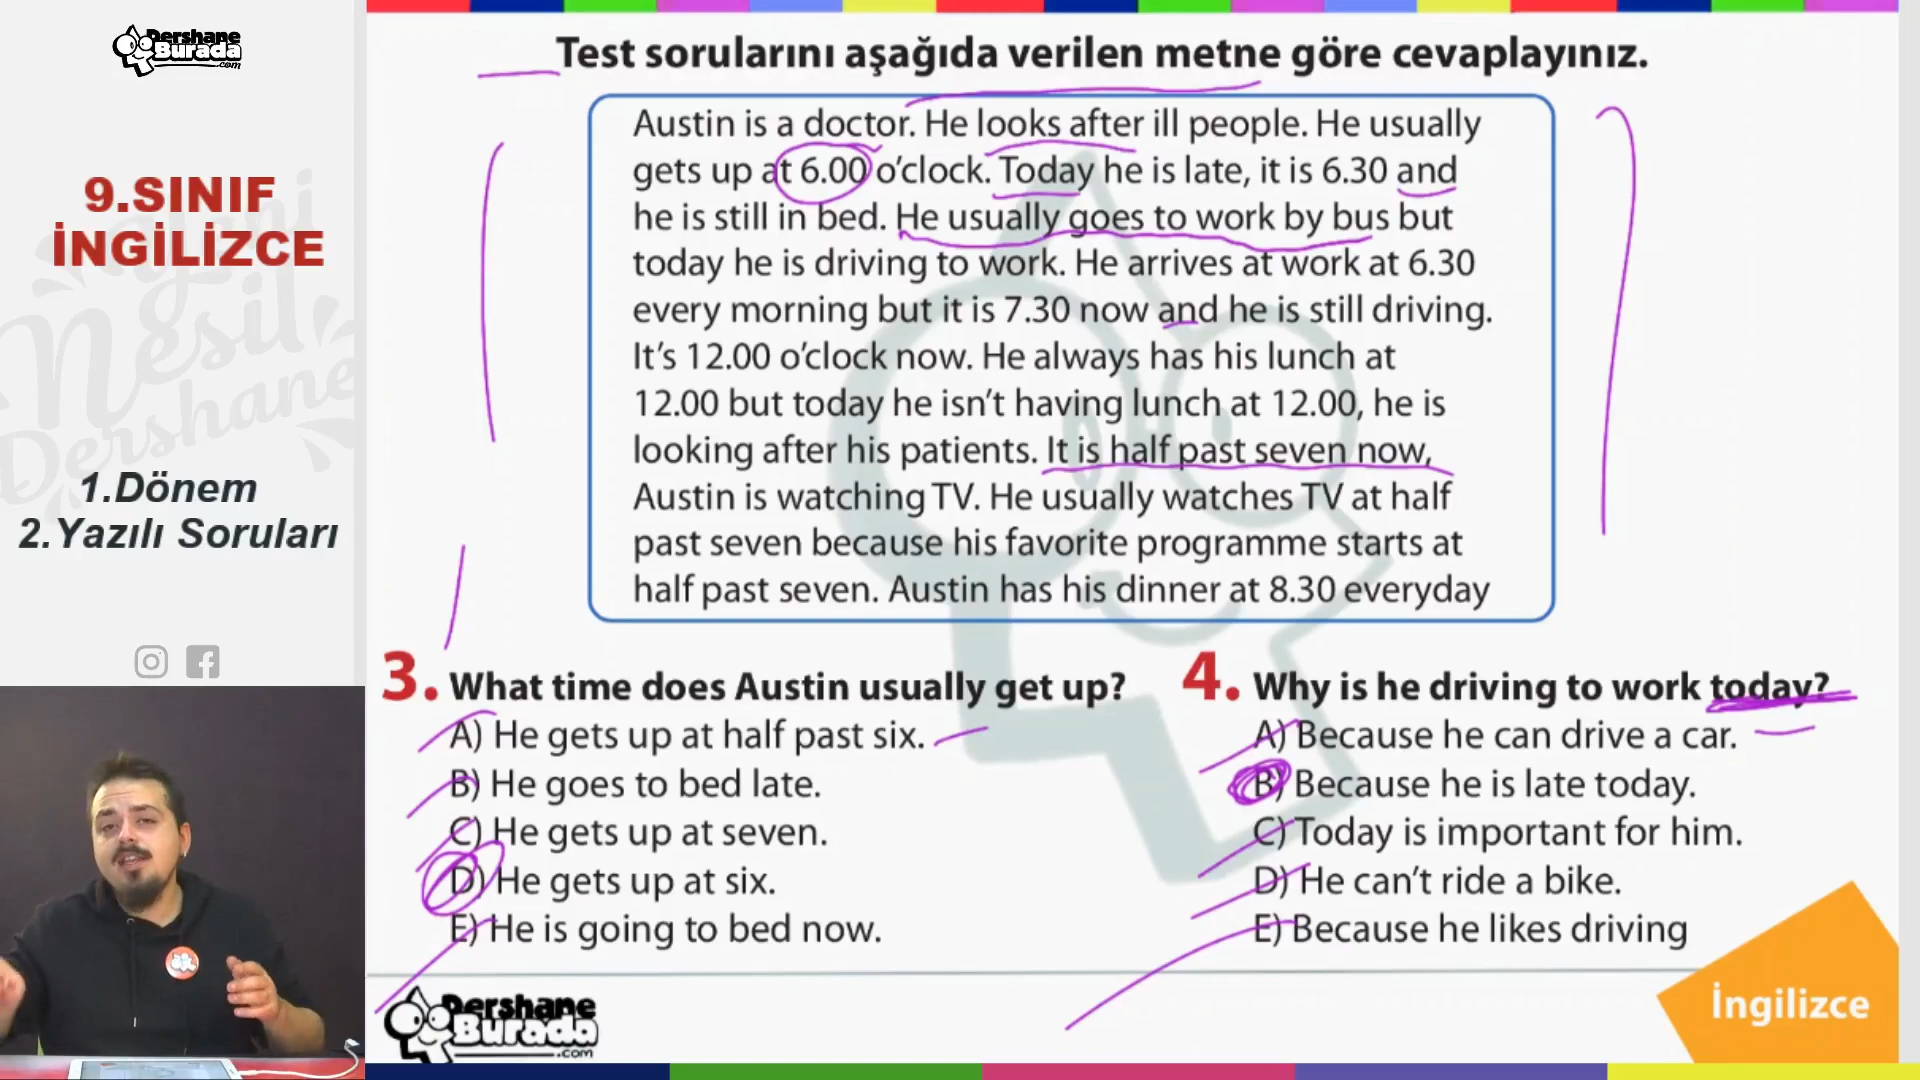 Dershane
Burada
.com
9.SINIF
İNGİLİZCE
Yeni
Nesil
Dershane
1.Dönem
2.Yazılı Soruları
Test sorularını aşağıda verilen metne göre cevaplayınız.
Austin is a doctor. He looks after ill people. He usually
gets up at 6.00 o'clock. Today he is late, it is 6.30 and
he is still in bed. He usually goes to work by bus but
today he is driving to work. He arrives at work at 6.30
every morning but it is 7.30 now and he is still driving.
It's 12.00 o'clock now. He always has his lunch at
12.00 but today he isn't having lunch at 12.00, he is
looking after his patients. It is half past seven now,
Austin is watching TV. He usually watches TV at half
past seven because his favorite programme starts at
half past seven. Austin has his dinner at 8.30 everyday
3. What time does Austin usually get up?
A) He gets up at half past six.
B) He goes to bed late.
C) He gets up at seven.
D) He gets up at six.
E) He is going to bed now.
4. Why is he driving to work today?
A) Because he can drive a car.
B) Because he is late today.
C) Today is important for him.
D) He can't ride a bike.
E) Because he likes driving
Dershane
Burada
.com
İngilizce